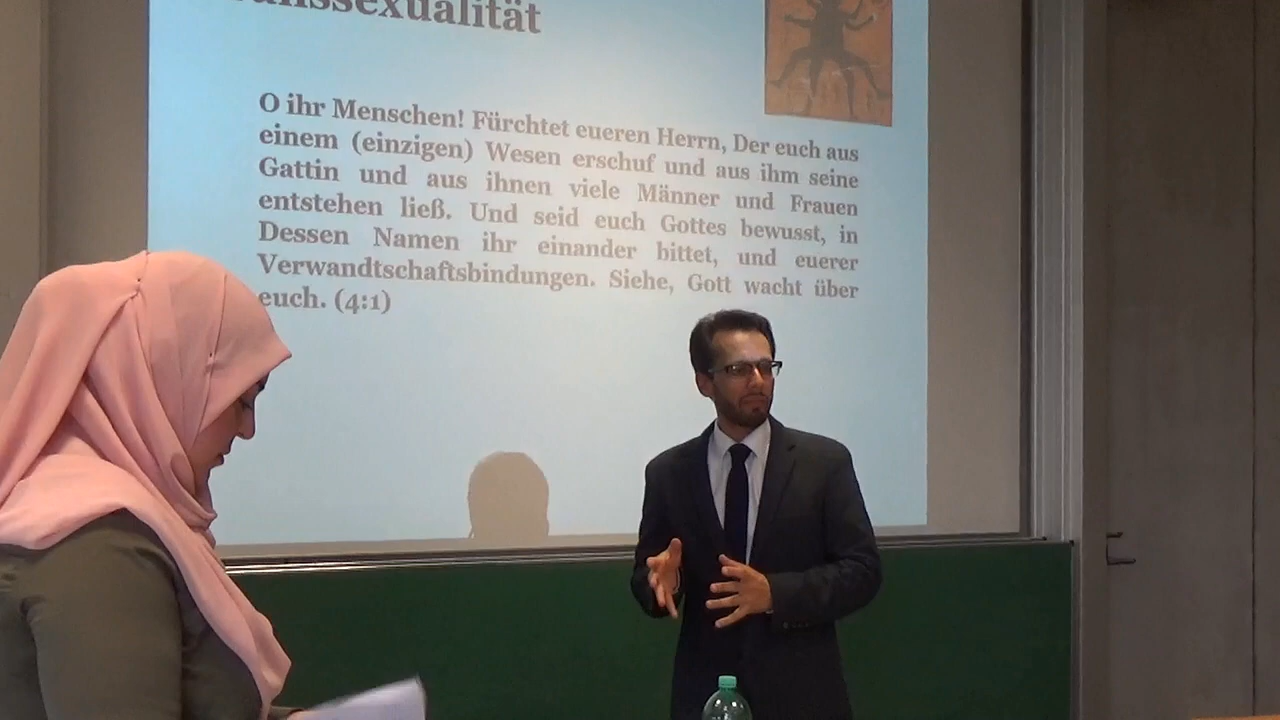 anssexualität
O ihr Menschen! Fürchtet eueren Herrn, Der euch aus
einem (einzigen) Wesen erschuf und aus ihm seine
Gattin und aus ihnen viele Männer und Frauen
entstehen ließ. Und seid euch Gottes bewusst, in
Dessen Namen ihr einander bittet, und euerer
Verwandtschaftsbindungen. Siehe, Gott wacht über
euch. (4:1)